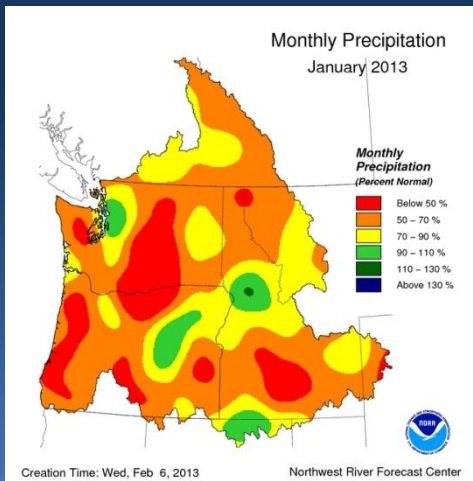 Monthly Precipitation
January 2013
Monthly
Precipitation
(Percent Normal)
Below 50 %
50 – 70 %
70 – 90 %
90 – 110 %
110 – 130 %
Above 130 %
NOAA
Creation Time: Wed, Feb 6, 2013
Northwest River Forecast Center